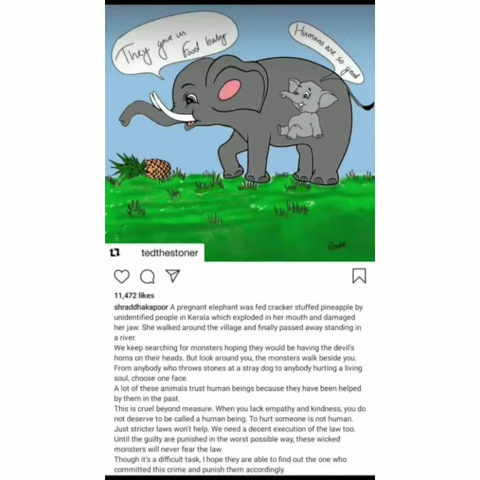 They gave us
Food baby
Humans are so
good
tedthestoner
11,472 likes
shraddhakapoor A pregnant elephant was fed cracker stuffed pineapple by
unidentified people in Kerala which exploded in her mouth and damaged
her jaw. She walked around the village and finally passed away standing in
a river.
We keep searching for monsters hoping they would be having the devil's
horns on their heads. But look around you, the monsters walk beside you.
From anybody who throws stones at a stray dog to anybody hurting a living
soul, choose one face.
A lot of these animals trust human beings because they have been helped
by them in the past.
This is cruel beyond measure. When you lack empathy and kindness, you do
not deserve to be called a human being. To hurt someone is not human.
Just stricter laws won't help. We need a decent execution of the law too.
Until the guilty are punished in the worst possible way, these wicked
monsters will never fear the law.
Though it's a difficult task, I hope they are able to find out the one who
committed this crime and punish them accordingly.